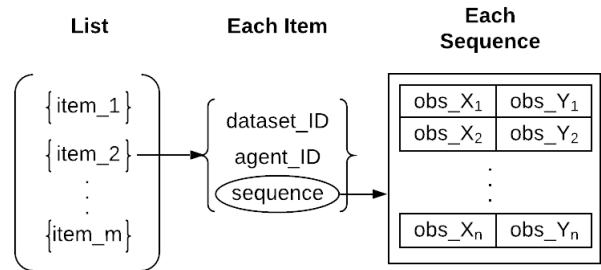 List
Each Item
Each
Sequence
{item_1}
{item_2}
.
.
.
{item_m}
dataset_ID
agent_ID
sequence
obs_X₁ obs_Y₁
obs_X₂ obs_Y₂
.
.
.
obs_Xₙ obs_Yₙ